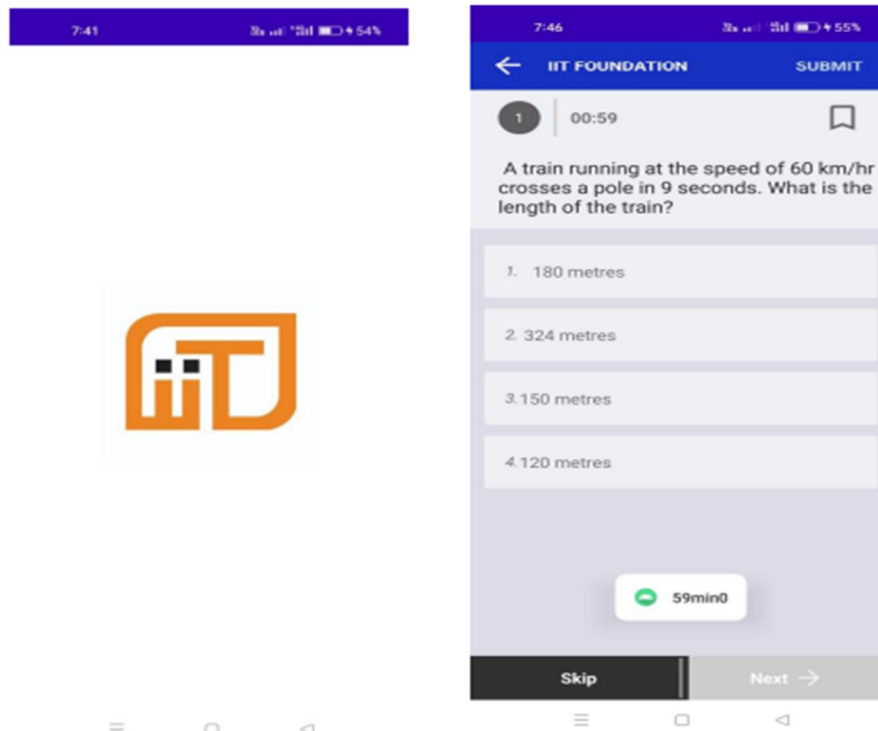 7:41
54%
iiT
7:46
55%
IIT FOUNDATION SUBMIT
1 00:59
A train running at the speed of 60 km/hr
crosses a pole in 9 seconds. What is the
length of the train?
1. 180 metres
2. 324 metres
3. 150 metres
4. 120 metres
59min0
Skip Next